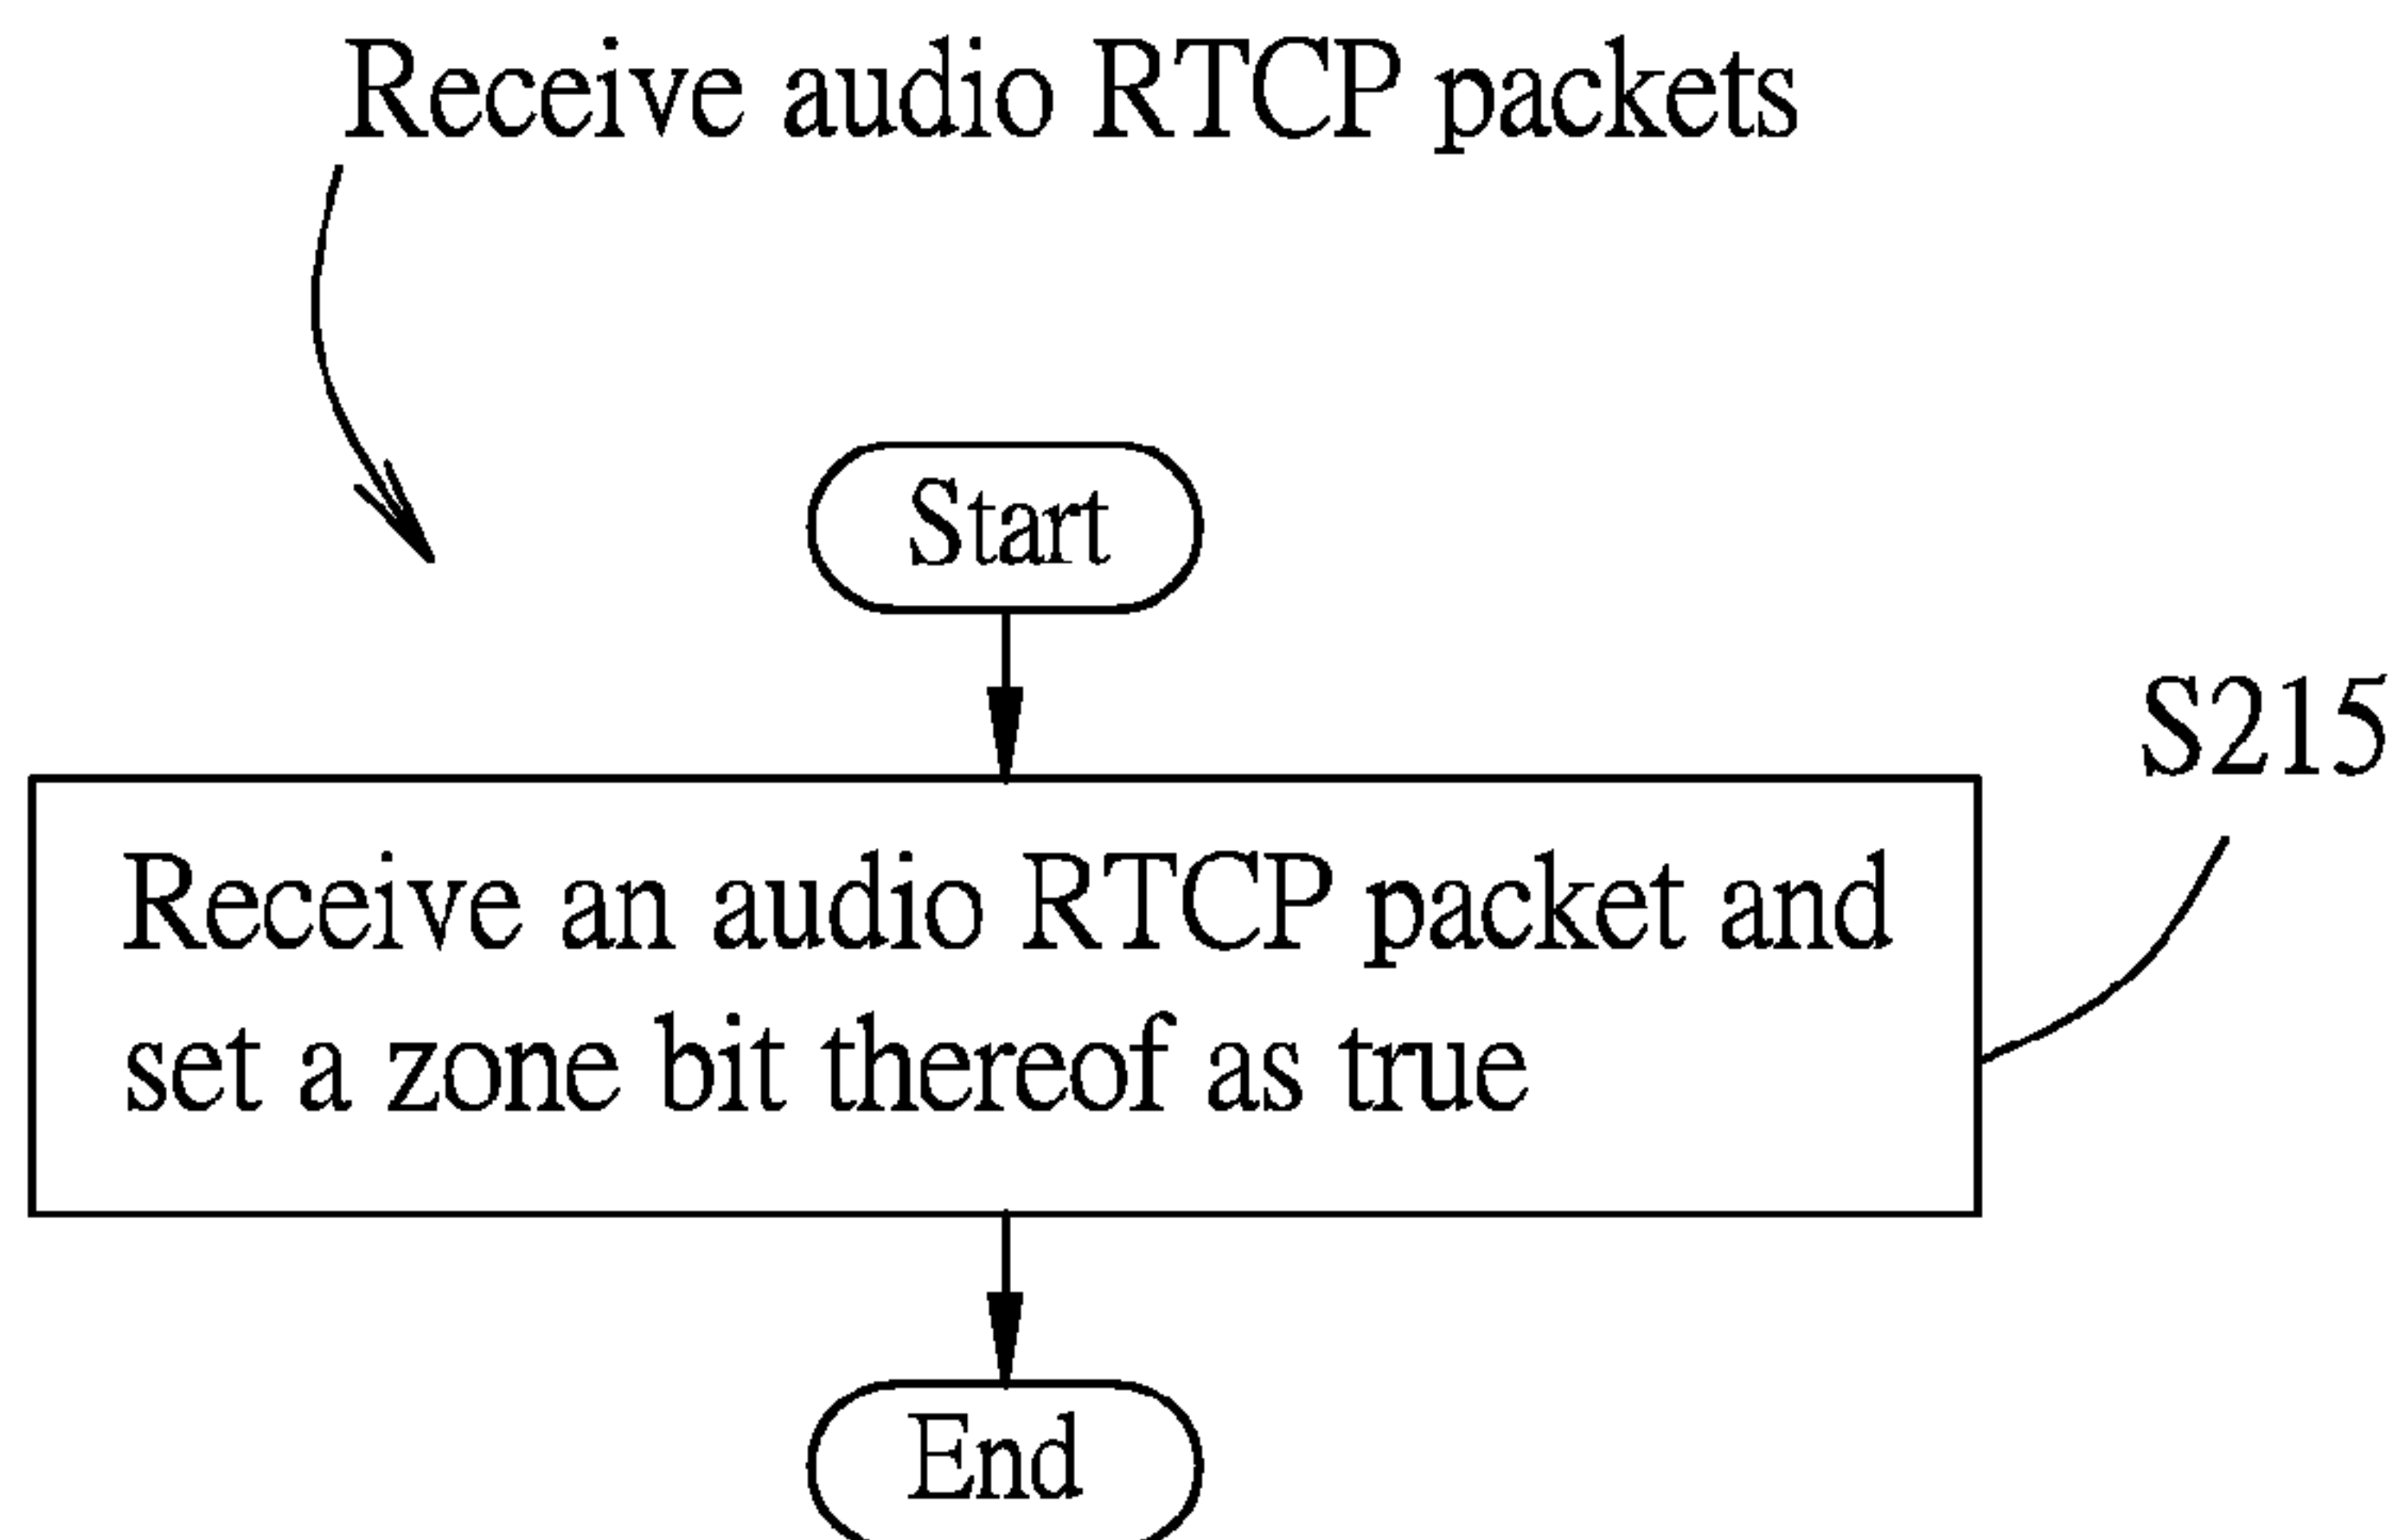 Receive audio RTCP packets
Start
S215
Receive an audio RTCP packet and
set a zone bit thereof as true
End